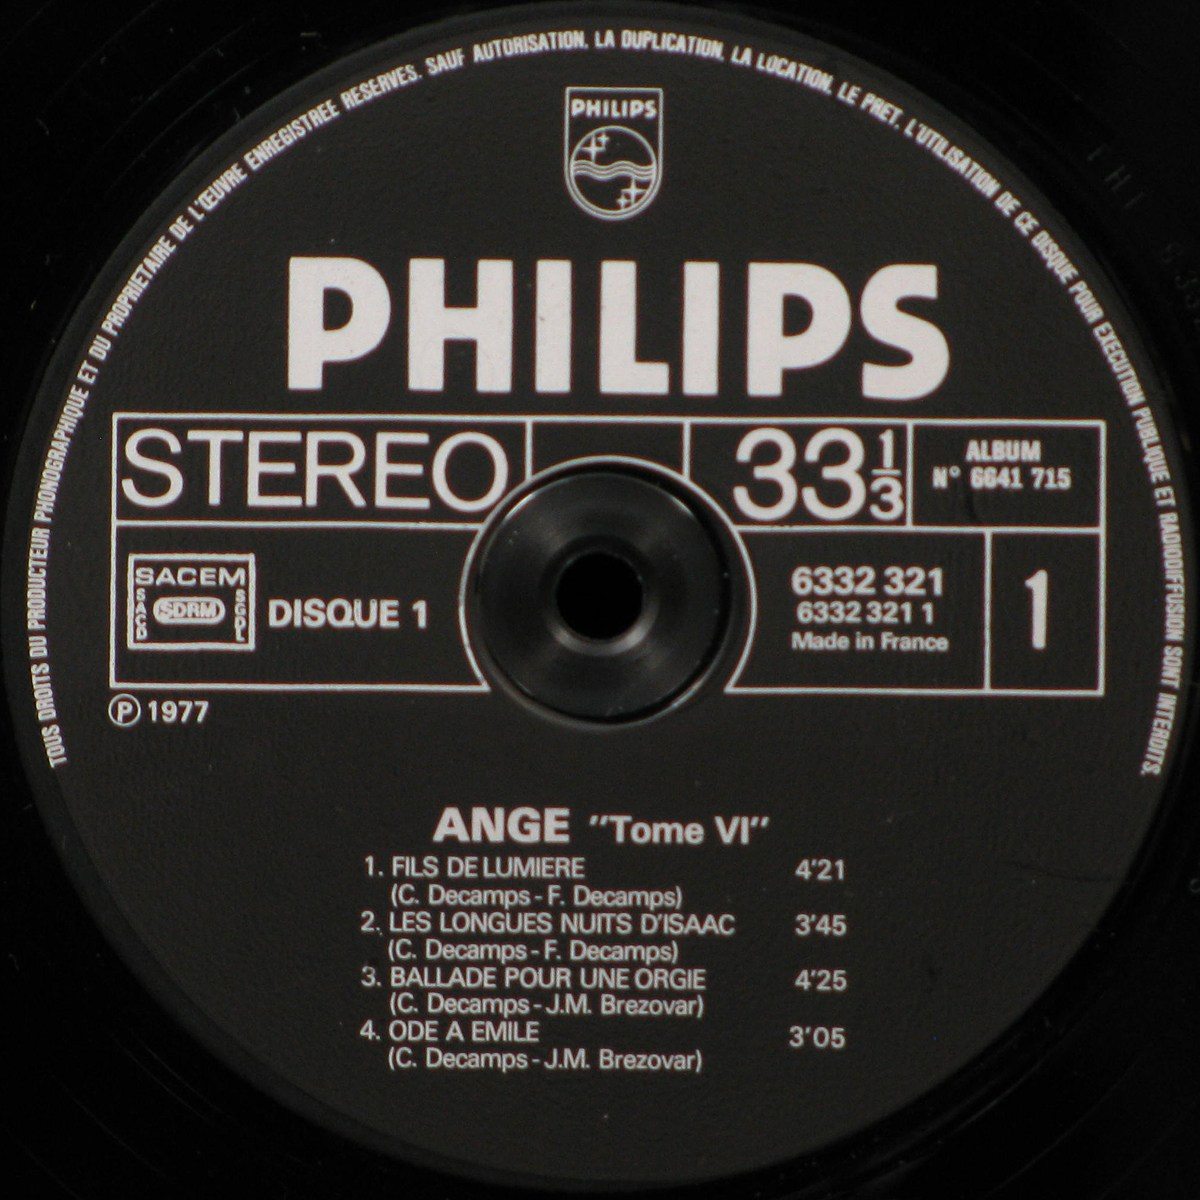 TOUS DROITS DU PRODUCTEUR PHONOGRAPHIQUE ET DU PROPRIETAIRE DE L'ŒUVRE ENREGISTREE RESERVES. SAUF AUTORISATION, LA DUPLICATION, LA LOCATION, LE PRET, L'UTILISATION DE CE DISQUE POUR EXECUTION PUBLIQUE ET RADIODIFFUSION SONT INTERDITS.
PHILIPS
PHILIPS
STEREO
33 1/3
ALBUM
N° 6641 715
SACEM
SACD
SDRM
SGDL
DISQUE 1
6332 321
6332 321 1
Made in France
1
℗ 1977
ANGE "Tome VI"
1. FILS DE LUMIERE 4'21
(C. Decamps - F. Decamps)
2. LES LONGUES NUITS D'ISAAC 3'45
(C. Decamps - F. Decamps)
3. BALLADE POUR UNE ORGIE 4'25
(C. Decamps - J.M. Brezovar)
4. ODE A EMILE 3'05
(C. Decamps - J.M. Brezovar)